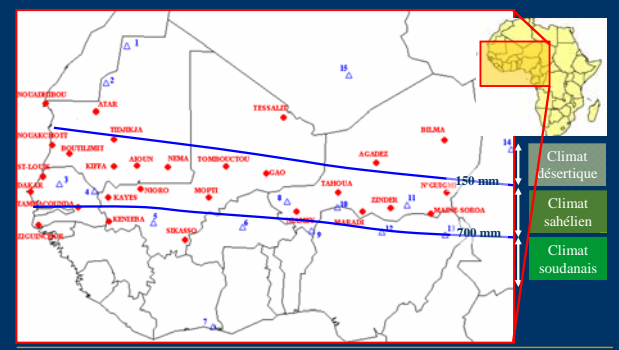 1
15
2
NOUADHIBOU
ATAR
TESSALIT
TIDJIKJA
BILMA
NOUAKCHOTT
BOUTILIMIT
14
KIFFA
AIOUN
NEMA
TOMBOUCTOU
AGADEZ
Climat
désertique
ST-LOUIS
GAO
150 mm
DAKAR
3
4
NIORO
TAHOUA
KAYES
MOPTI
8
10
ZINDER
11
MAINE-SOROA
Climat
sahélien
TAMBACOUNDA
KENIEBA
5
6
MARADI
9
12
13
700 mm
ZIGUINCHOR
SIKASSO
Climat
soudanais
7